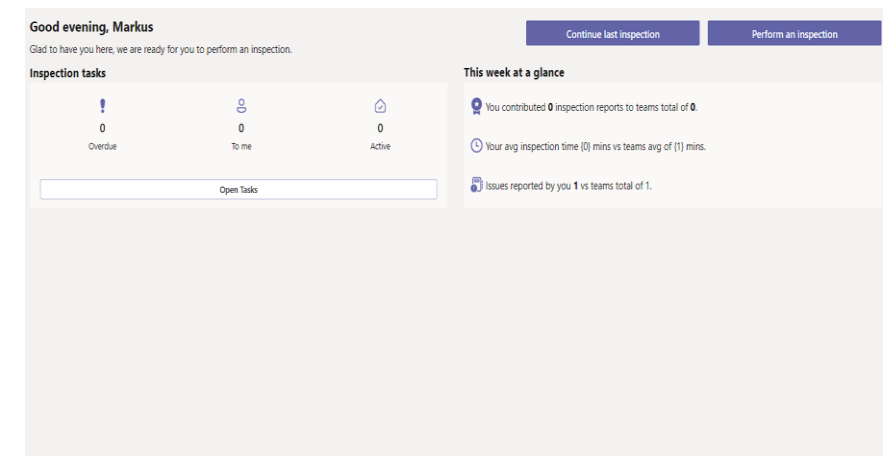 Good evening, Markus
Continue last inspection
Perform an inspection
Glad to have you here, we are ready for you to perform an inspection.
Inspection tasks
0
Overdue
0
To me
0
Active
Open Tasks
This week at a glance
You contributed 0 inspection reports to teams total of 0.
Your avg inspection time {0} mins vs teams avg of {1} mins.
Issues reported by you 1 vs teams total of 1.